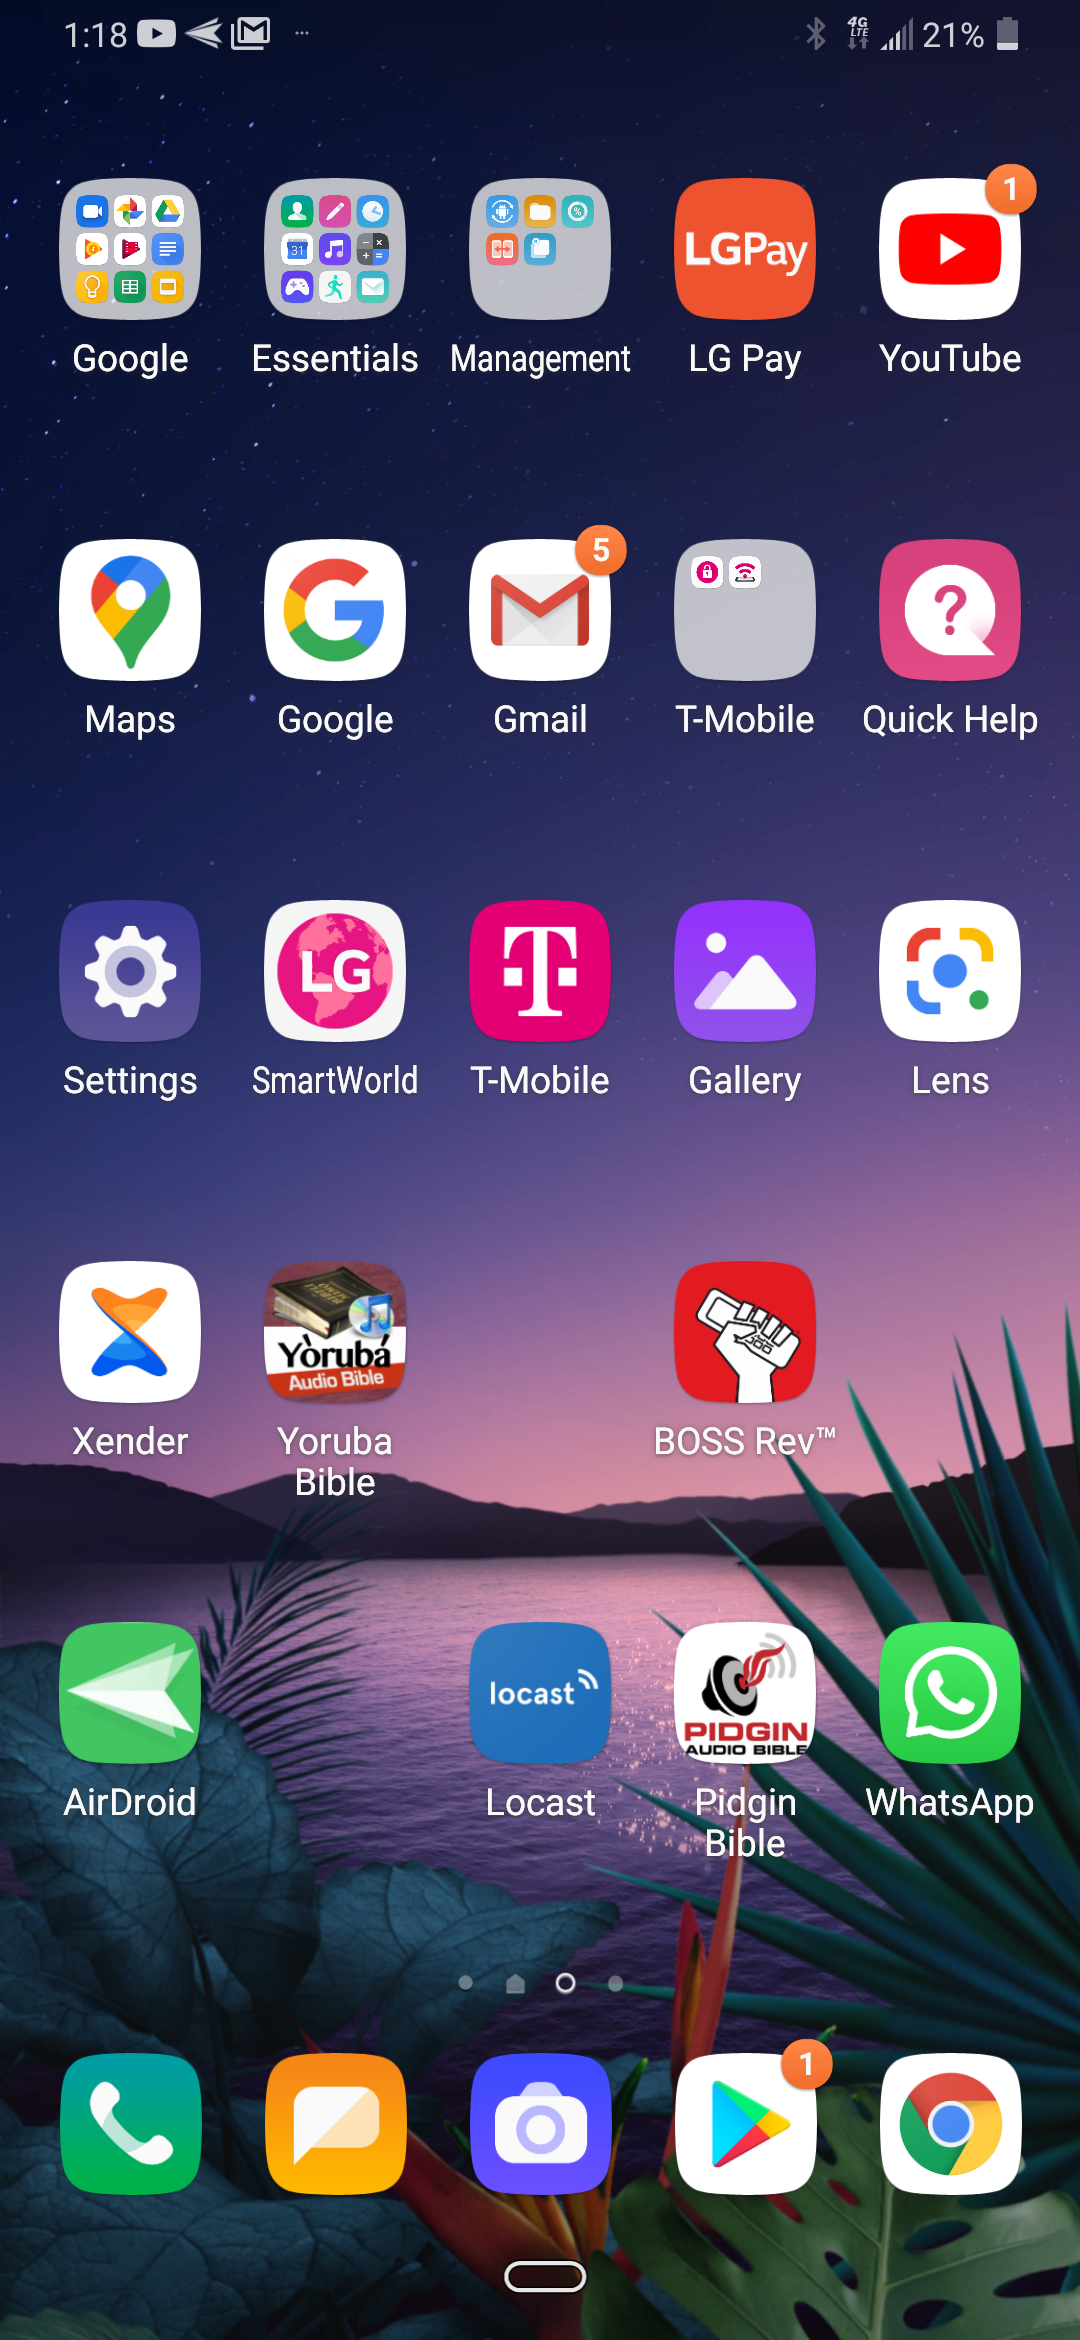 1:18 4G LTE 21%
31
LGPay
1
Google Essentials Management LG Pay YouTube
5
Maps Google Gmail T-Mobile Quick Help
LG T
Settings SmartWorld T-Mobile Gallery Lens
Yòrubá
Audio Bible
Xender Yoruba Bible BOSS Rev™
locast
PIDGIN
AUDIO BIBLE
AirDroid Locast Pidgin Bible WhatsApp
1